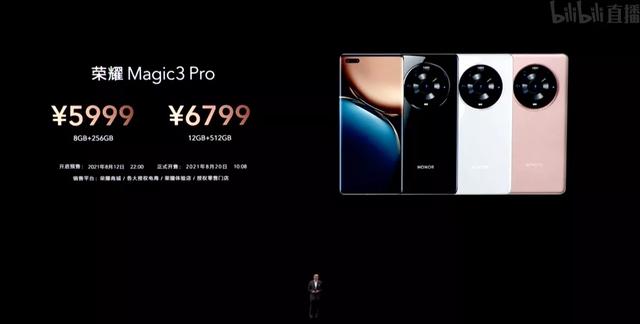 bilibili直播
荣耀 Magic3 Pro
¥5999 ¥6799
8GB+256GB 12GB+512GB
开启预售: 2021年8月12日 22:00 正式开售: 2021年8月20日 10:08
销售平台: 荣耀商城 / 各大授权电商 / 荣耀体验店 / 授权零售门店
HONOR HONOR HONOR